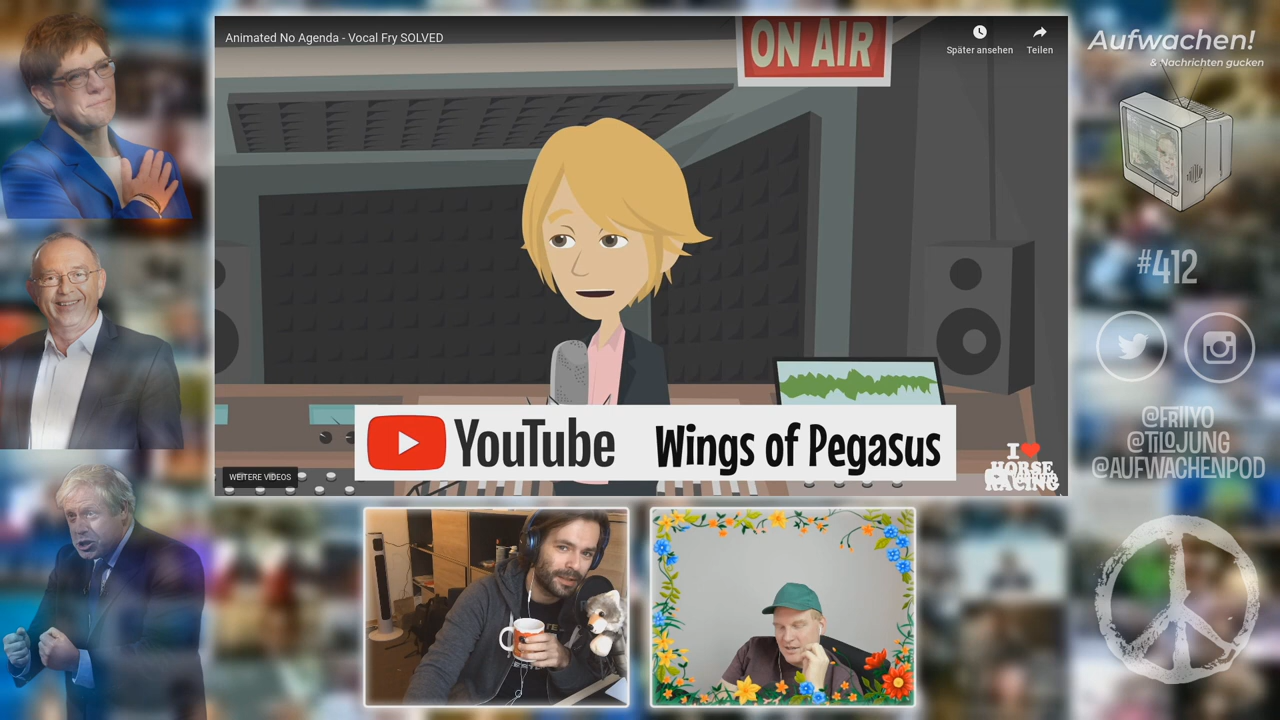 Animated No Agenda - Vocal Fry SOLVED
ON AIR
Später ansehen
Teilen
Aufwachen!
& Nachrichten gucken
#412
@FRIIYO
@TILOJUNG
@AUFWACHENPOD
YouTube Wings of Pegasus
WEITERE VIDEOS
I
HORSE
RACING